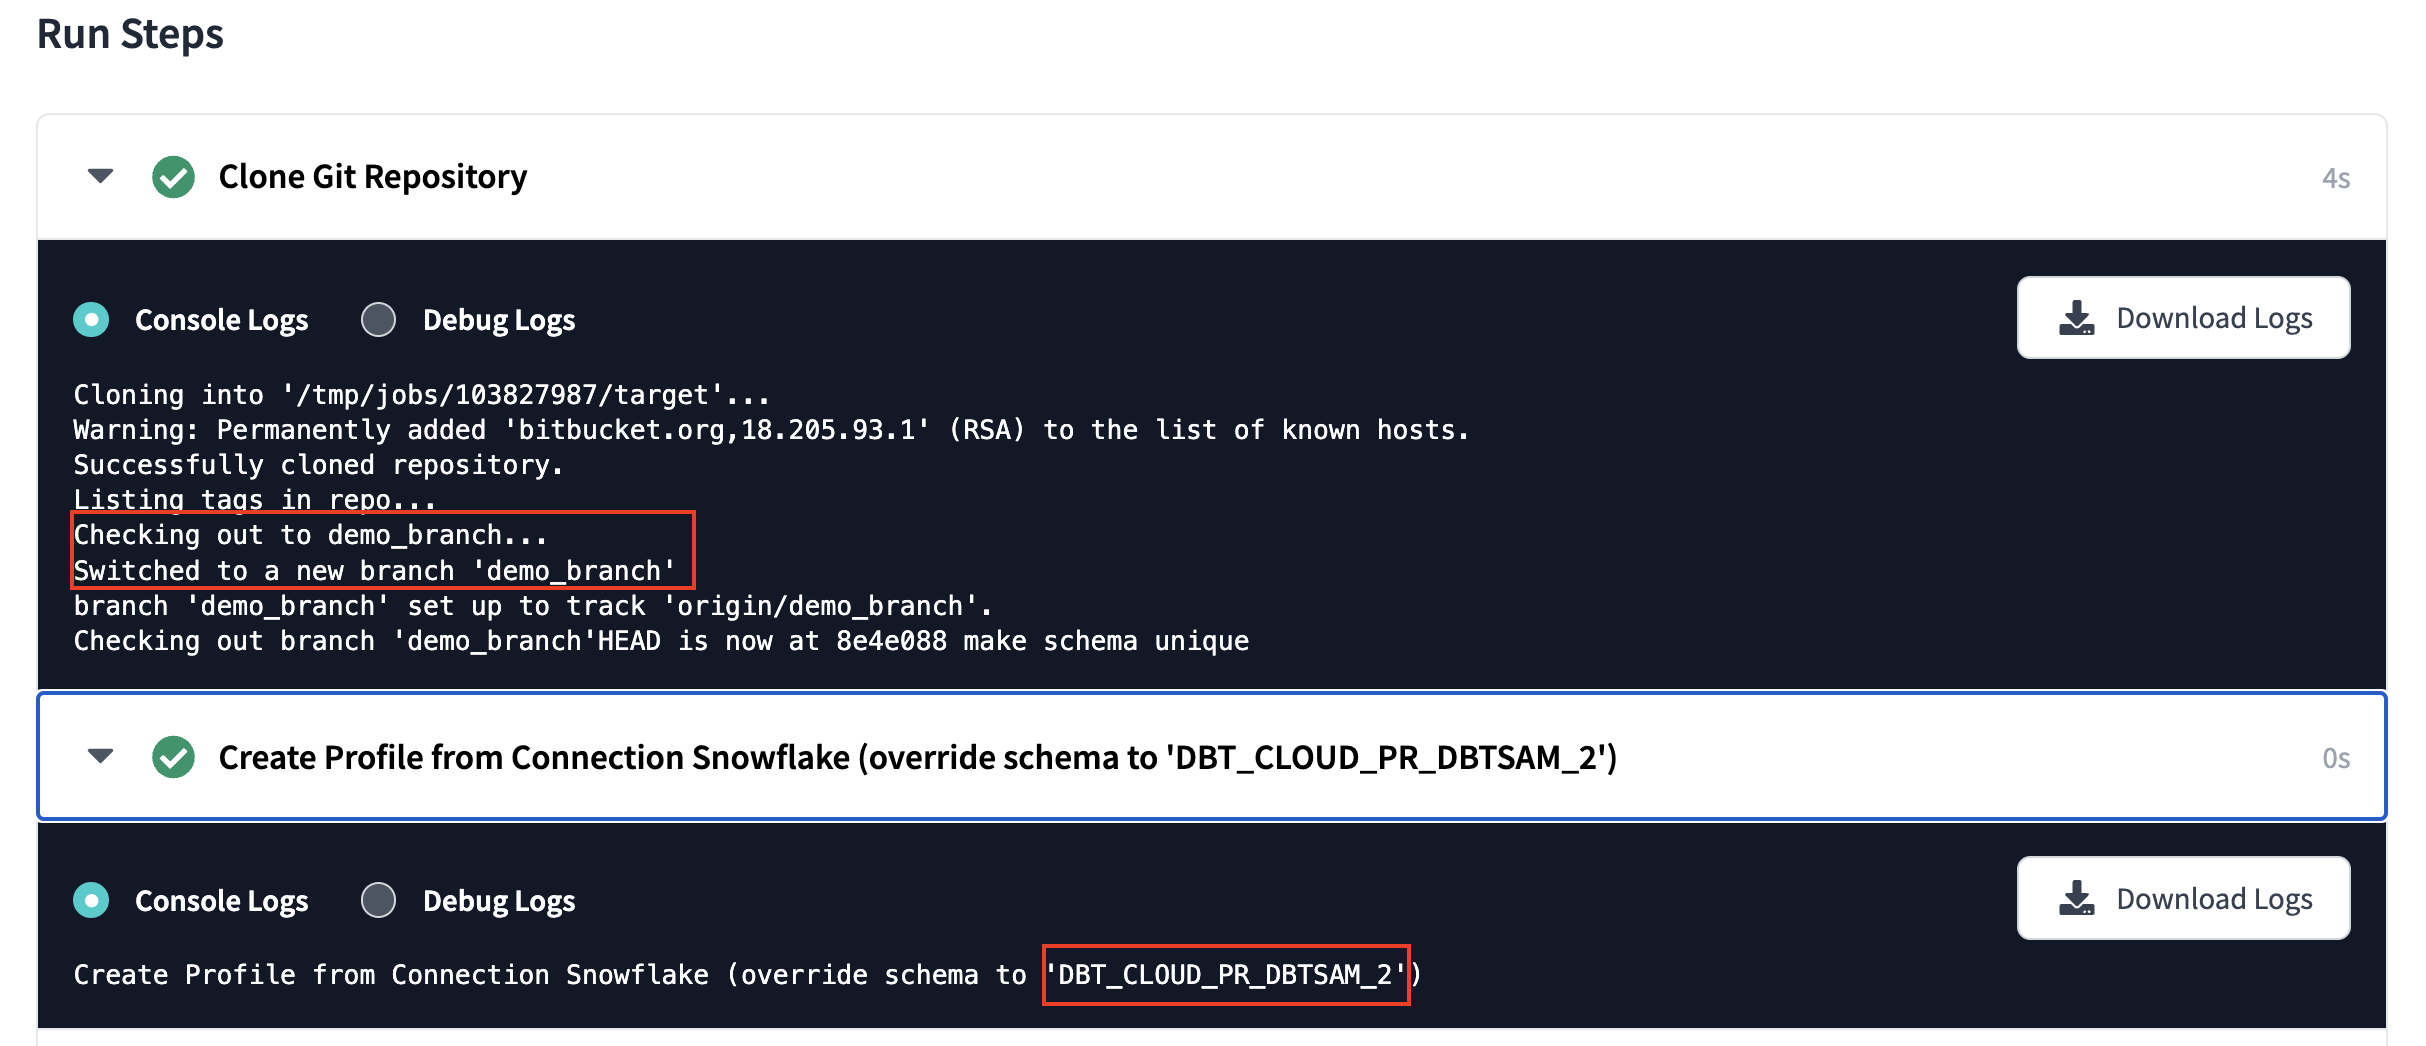 Run Steps
Clone Git Repository
4s
Console Logs
Debug Logs
Download Logs
Cloning into '/tmp/jobs/103827987/target'...
Warning: Permanently added 'bitbucket.org,18.205.93.1' (RSA) to the list of known hosts.
Successfully cloned repository.
Listing tags in repo...
Checking out to demo_branch...
Switched to a new branch 'demo_branch'
branch 'demo_branch' set up to track 'origin/demo_branch'.
Checking out branch 'demo_branch'HEAD is now at 8e4e088 make schema unique
Create Profile from Connection Snowflake (override schema to 'DBT_CLOUD_PR_DBTSAM_2')
0s
Console Logs
Debug Logs
Download Logs
Create Profile from Connection Snowflake (override schema to 'DBT_CLOUD_PR_DBTSAM_2')